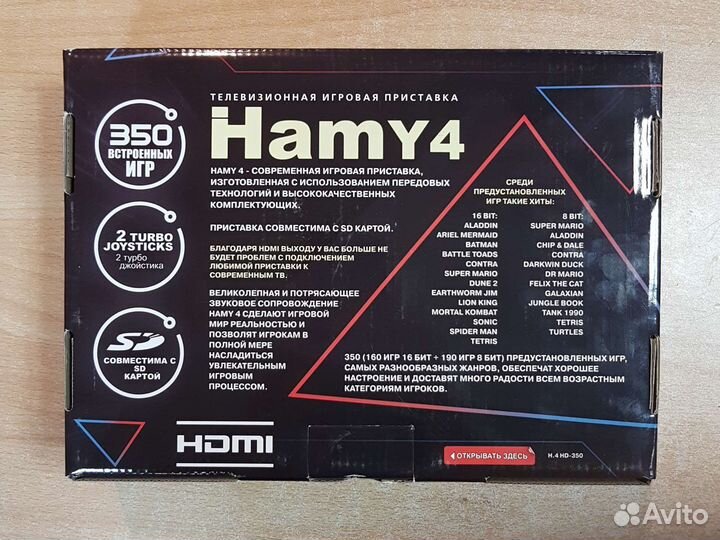 ТЕЛЕВИЗИОННАЯ ИГРОВАЯ ПРИСТАВКА
HamY4
350
ВСТРОЕННЫХ
ИГР
HAMY 4 - СОВРЕМЕННАЯ ИГРОВАЯ ПРИСТАВКА,
ИЗГОТОВЛЕННАЯ С ИСПОЛЬЗОВАНИЕМ ПЕРЕДОВЫХ
ТЕХНОЛОГИЙ И ВЫСОКОКАЧЕСТВЕННЫХ
КОМПЛЕКТУЮЩИХ.
ПРИСТАВКА СОВМЕСТИМА С SD КАРТОЙ.
2 TURBO
JOYSTICKS
2 турбо
джойстика
БЛАГОДАРЯ HDMI ВЫХОДУ У ВАС БОЛЬШЕ НЕ
БУДЕТ ПРОБЛЕМ С ПОДКЛЮЧЕНИЕМ
ЛЮБИМОЙ ПРИСТАВКИ К
СОВРЕМЕННЫМ ТВ.
ВЕЛИКОЛЕПНАЯ И ПОТРЯСАЮЩЕЕ
ЗВУКОВОЕ СОПРОВОЖДЕНИЕ
HAMY 4 СДЕЛАЮТ ИГРОВОЙ
МИР РЕАЛЬНОСТЬЮ И
ПОЗВОЛЯТ ИГРОКАМ В
ПОЛНОЙ МЕРЕ
НАСЛАДИТЬСЯ
УВЛЕКАТЕЛЬНЫМ
ИГРОВЫМ
ПРОЦЕССОМ.
SD
СОВМЕСТИМА С
SD
КАРТОЙ
СРЕДИ
ПРЕДУСТАНОВЛЕННЫХ
ИГР ТАКИЕ ХИТЫ:
16 BIT:
ALADDIN
ARIEL MERMAID
BATMAN
BATTLE TOADS
CONTRA
SUPER MARIO
DUNE 2
EARTHWORM JIM
LION KING
MORTAL KOMBAT
SONIC
SPIDER MAN
TETRIS
8 BIT:
SUPER MARIO
ALADDIN
CHIP & DALE
CONTRA
DARKWIN DUCK
DR MARIO
FELIX THE CAT
GALAXIAN
JUNGLE BOOK
TANK 1990
TETRIS
TURTLES
350 (160 ИГР 16 БИТ + 190 ИГР 8 БИТ) ПРЕДУСТАНОВЛЕННЫХ ИГР,
САМЫХ РАЗНООБРАЗНЫХ ЖАНРОВ, ОБЕСПЕЧАТ ХОРОШЕЕ
НАСТРОЕНИЕ И ДОСТАВЯТ МНОГО РАДОСТИ ВСЕМ ВОЗРАСТНЫМ
КАТЕГОРИЯМ ИГРОКОВ.
HDMI
ОТКРЫВАТЬ ЗДЕСЬ
H.4 HD-350
Avito